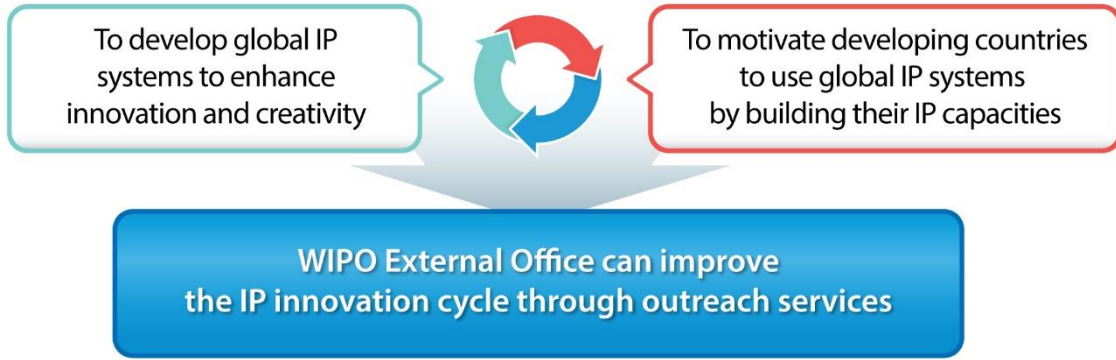 To develop global IP
systems to enhance
innovation and creativity
To motivate developing countries
to use global IP systems
by building their IP capacities
WIPO External Office can improve
the IP innovation cycle through outreach services